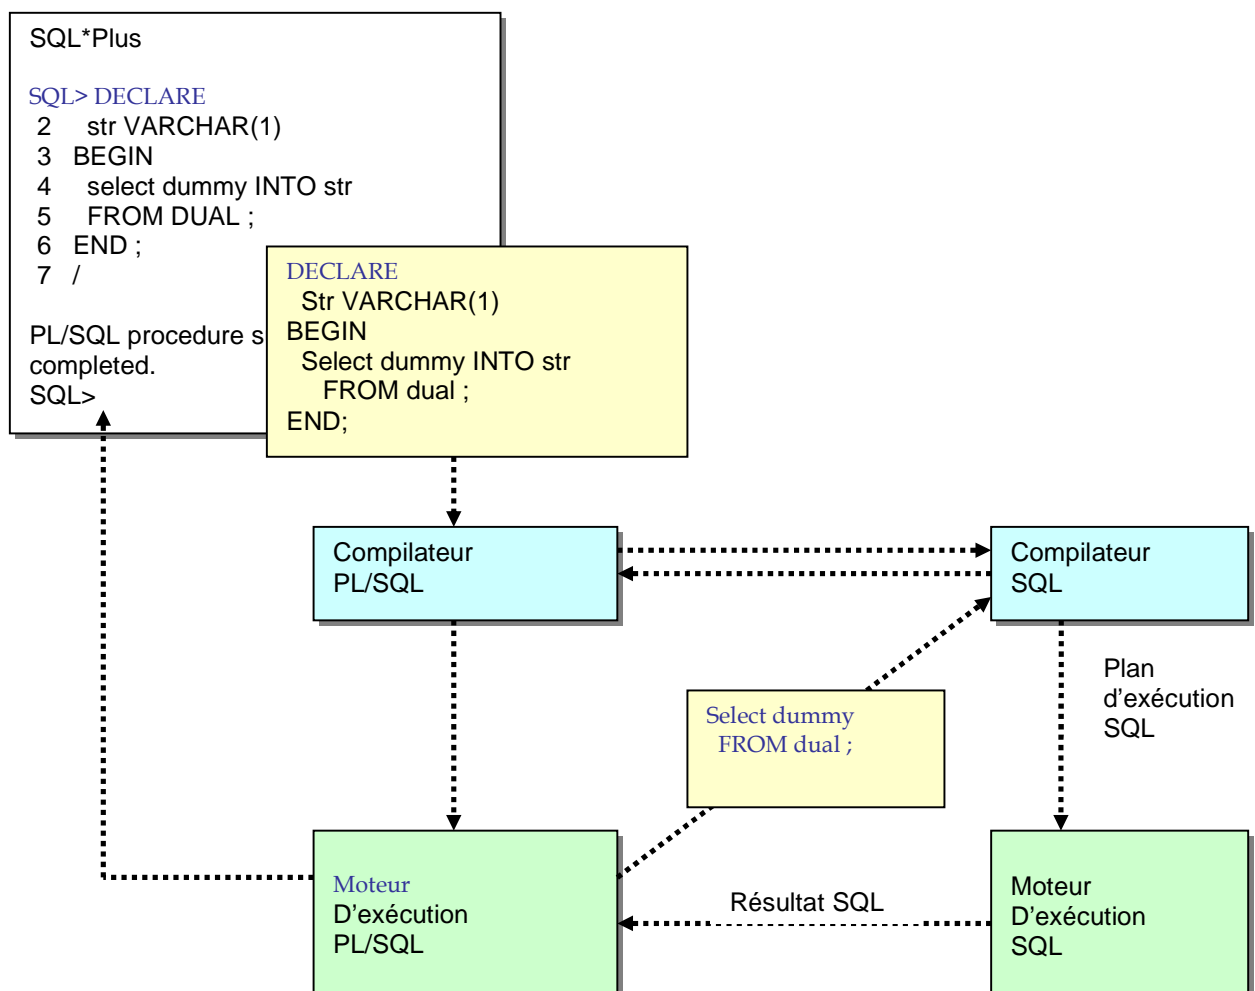 SQL*Plus
SQL> DECLARE
2 str VARCHAR(1)
3 BEGIN
4 select dummy INTO str
5 FROM DUAL ;
6 END ;
7 /
PL/SQL procedure s
completed.
SQL>
DECLARE
Str VARCHAR(1)
BEGIN
Select dummy INTO str
FROM dual ;
END;
Compilateur
PL/SQL
Compilateur
SQL
Plan
d'exécution
SQL
Select dummy
FROM dual ;
Moteur
D'exécution
PL/SQL
Résultat SQL
Moteur
D'exécution
SQL